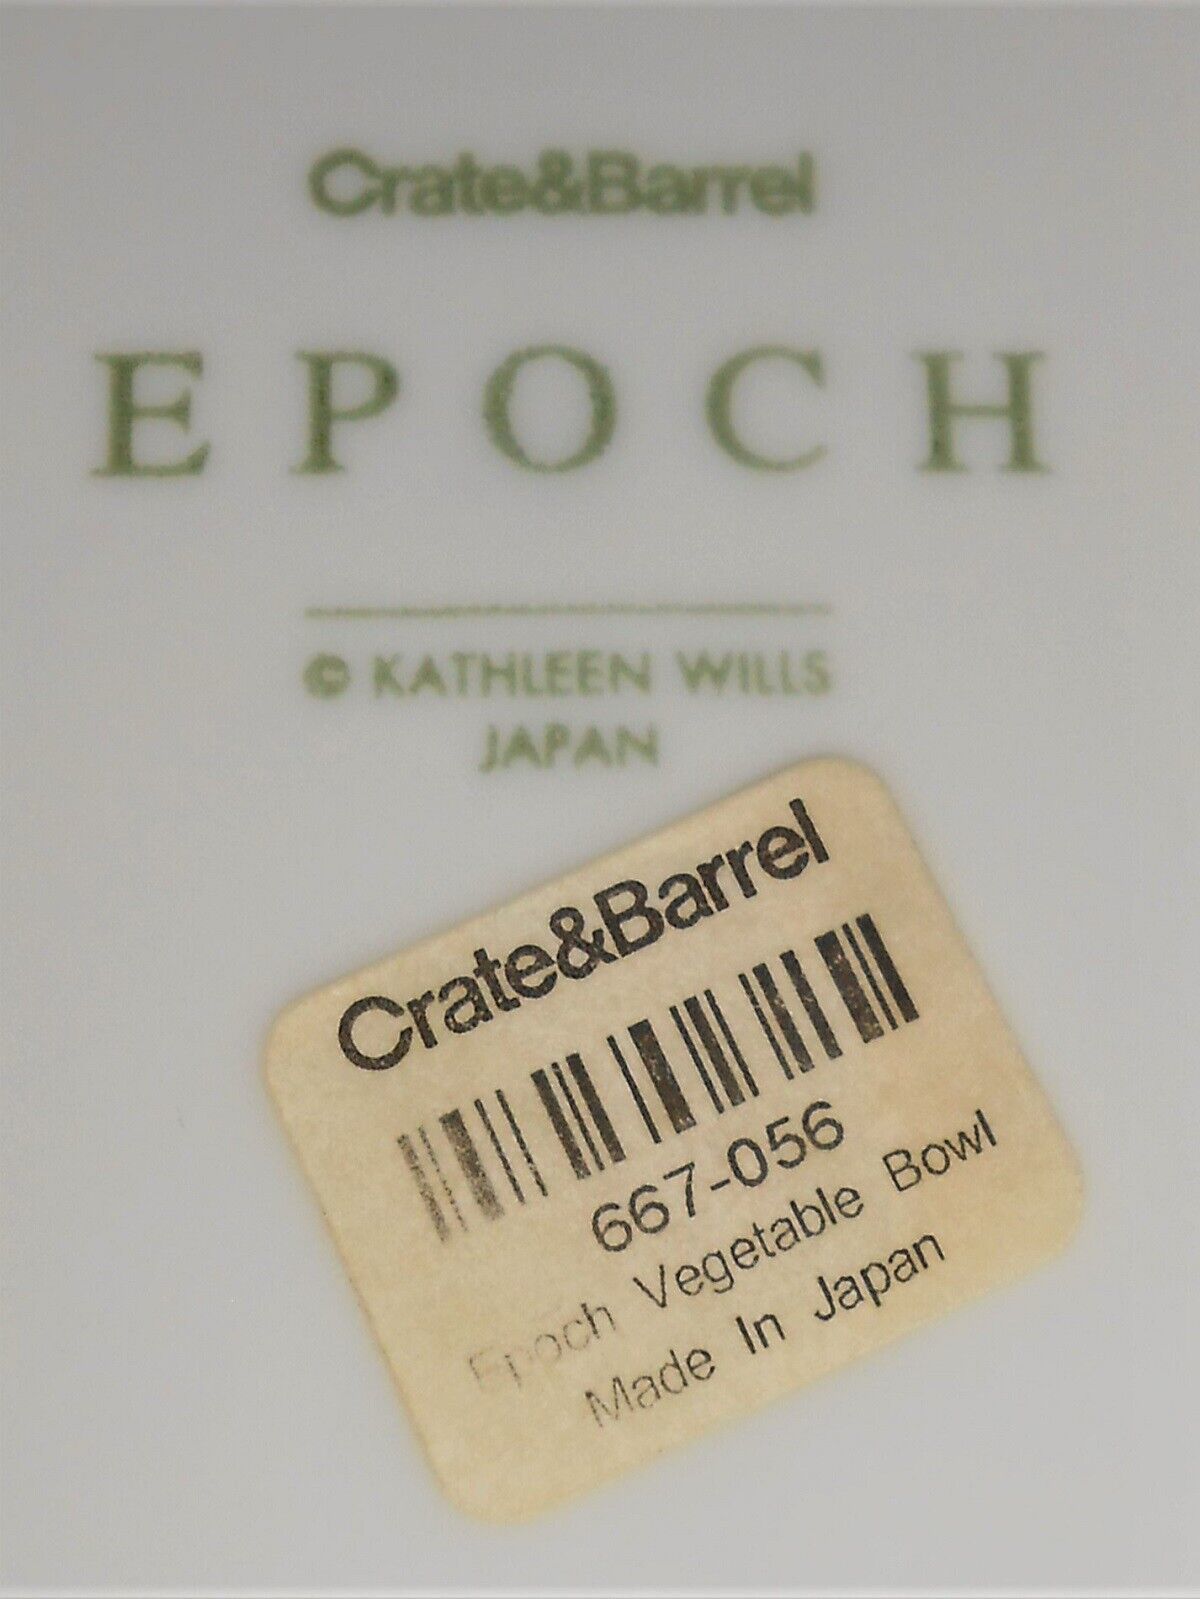 Crate&Barrel
EPOCH
© KATHLEEN WILLS
JAPAN
Crate&Barrel
667-056
Epoch Vegetable Bowl
Made In Japan